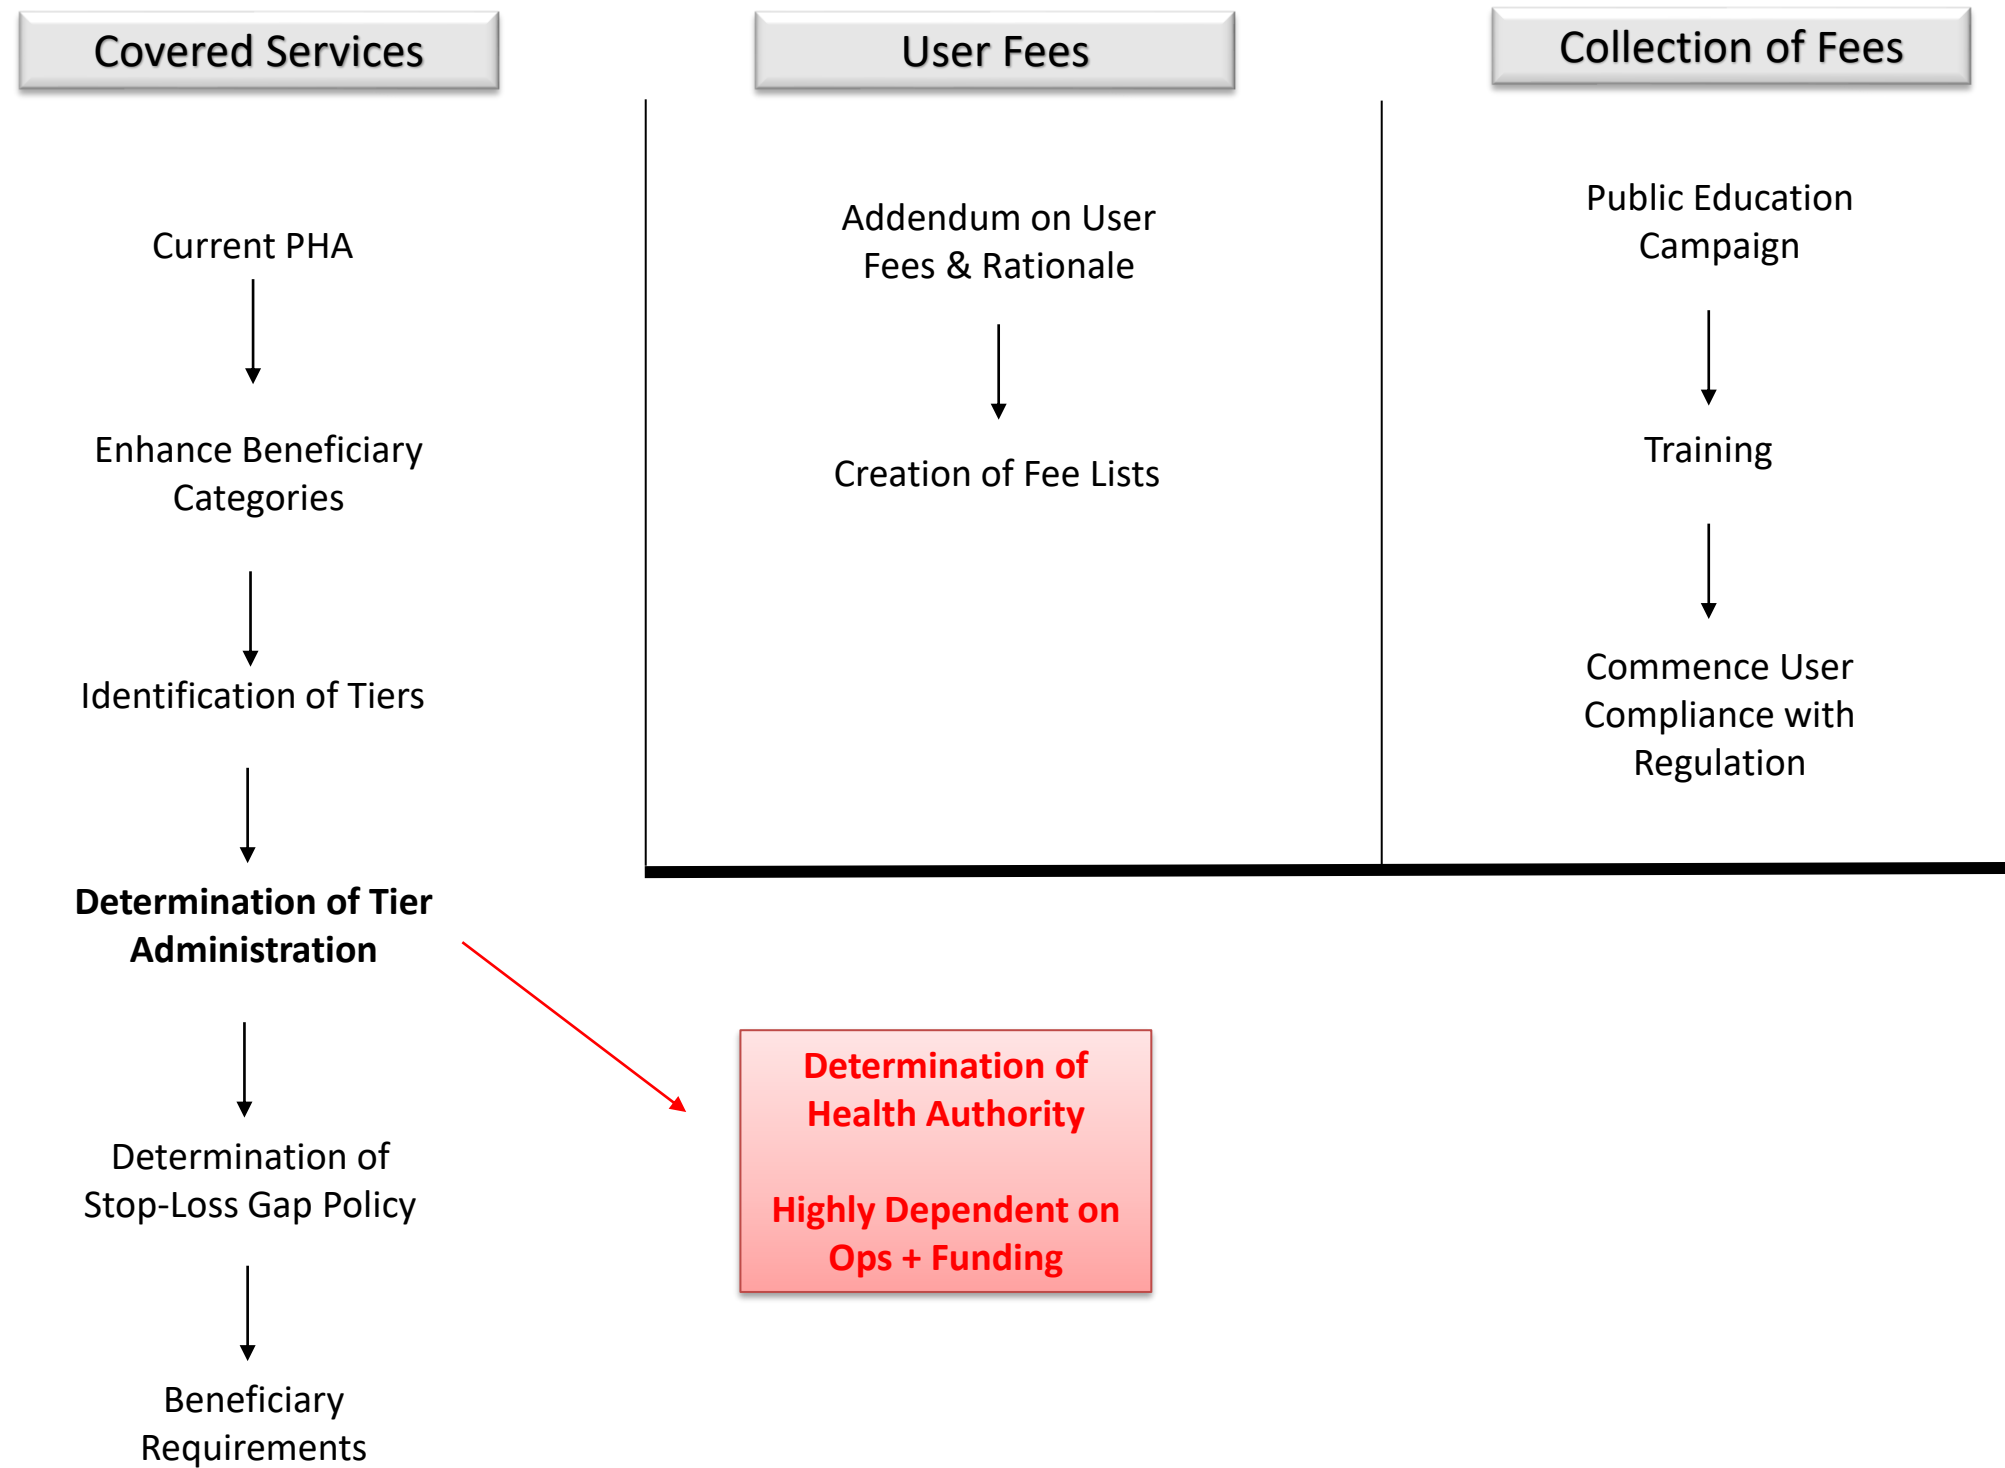 Covered Services
User Fees
Collection of Fees
Current PHA
Enhance Beneficiary
Categories
Identification of Tiers
Determination of Tier
Administration
Determination of
Stop-Loss Gap Policy
Beneficiary
Requirements
Addendum on User
Fees & Rationale
Creation of Fee Lists
Public Education
Campaign
Training
Commence User
Compliance with
Regulation
Determination of
Health Authority
Highly Dependent on
Ops + Funding